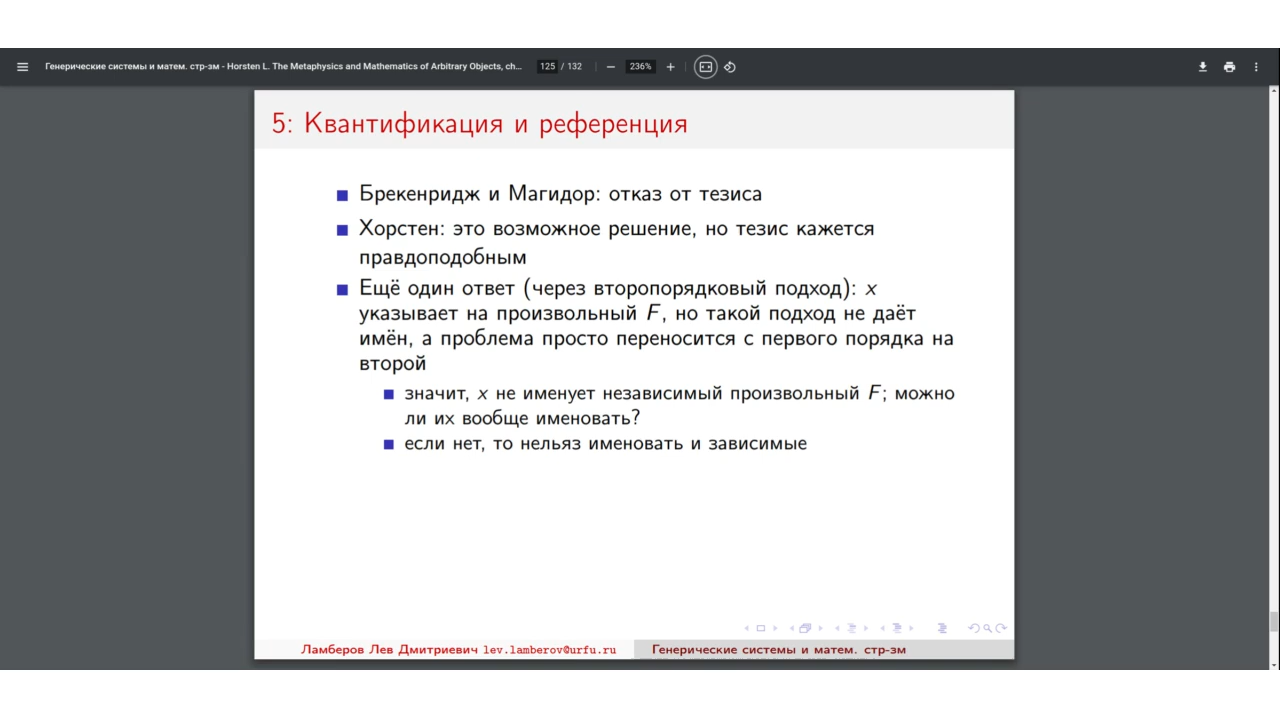 Генерические системы и матем. стр-зм - Horsten L. The Metaphysics and Mathematics of Arbitrary Objects, ch...
125 / 132
236%
5: Квантификация и референция
Брекенридж и Магидор: отказ от тезиса
Хорстен: это возможное решение, но тезис кажется
правдоподобным
Ещё один ответ (через второпорядковый подход): x
указывает на произвольный F, но такой подход не даёт
имён, а проблема просто переносится с первого порядка на
второй
значит, x не именует независимый произвольный F; можно
ли их вообще именовать?
если нет, то нельяз именовать и зависимые
Ламберов Лев Дмитриевич lev.lamberov@urfu.ru
Генерические системы и матем. стр-зм